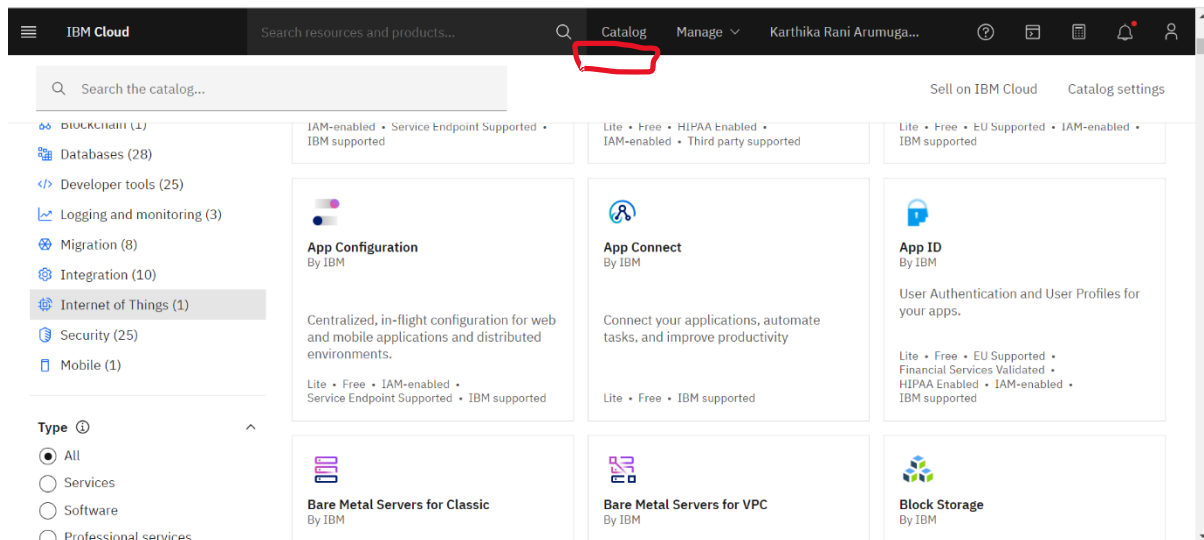 IBM Cloud
Search resources and products...
Catalog
Manage
Karthika Rani Arumuga...
Search the catalog...
Sell on IBM Cloud
Catalog settings
Blockchain (1)
Databases (28)
Developer tools (25)
Logging and monitoring (3)
Migration (8)
Integration (10)
Internet of Things (1)
Security (25)
Mobile (1)
Type
All
Services
Software
Professional services
IAM-enabled • Service Endpoint Supported •
IBM supported
Lite • Free • HIPAA Enabled •
IAM-enabled • Third party supported
Lite • Free • EU Supported • IAM-enabled •
IBM supported
App Configuration
By IBM
Centralized, in-flight configuration for web
and mobile applications and distributed
environments.
Lite • Free • IAM-enabled •
Service Endpoint Supported • IBM supported
App Connect
By IBM
Connect your applications, automate
tasks, and improve productivity
Lite • Free • IBM supported
App ID
By IBM
User Authentication and User Profiles for
your apps.
Lite • Free • EU Supported •
Financial Services Validated •
HIPAA Enabled • IAM-enabled •
IBM supported
Bare Metal Servers for Classic
By IBM
Bare Metal Servers for VPC
By IBM
Block Storage
By IBM